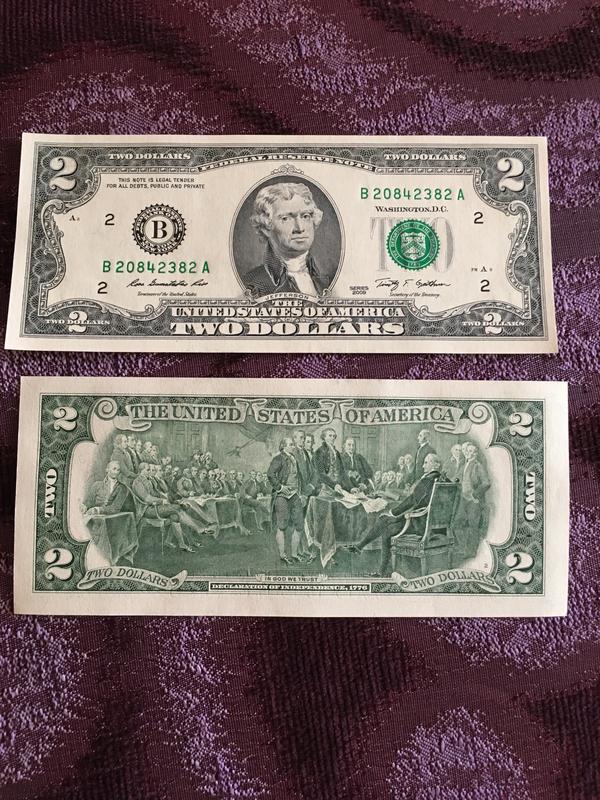 2 TWO DOLLARS FEDERAL RESERVE NOTE TWO DOLLARS 2
THIS NOTE IS LEGAL TENDER
FOR ALL DEBTS, PUBLIC AND PRIVATE
B 20842382 A
WASHINGTON, D.C.
TWO
A 2 B 2
B 20842382 A
2 2
Treasurer of the United States.
JEFFERSON
SERIES
2009
Secretary of the Treasury.
THE
UNITED STATES OF AMERICA
TWO DOLLARS
TWO DOLLARS 2 2 TWO DOLLARS
2 THE UNITED STATES OF AMERICA 2
TWO TWO
2 TWO DOLLARS IN GOD WE TRUST TWO DOLLARS 2
DECLARATION OF INDEPENDENCE, 1776